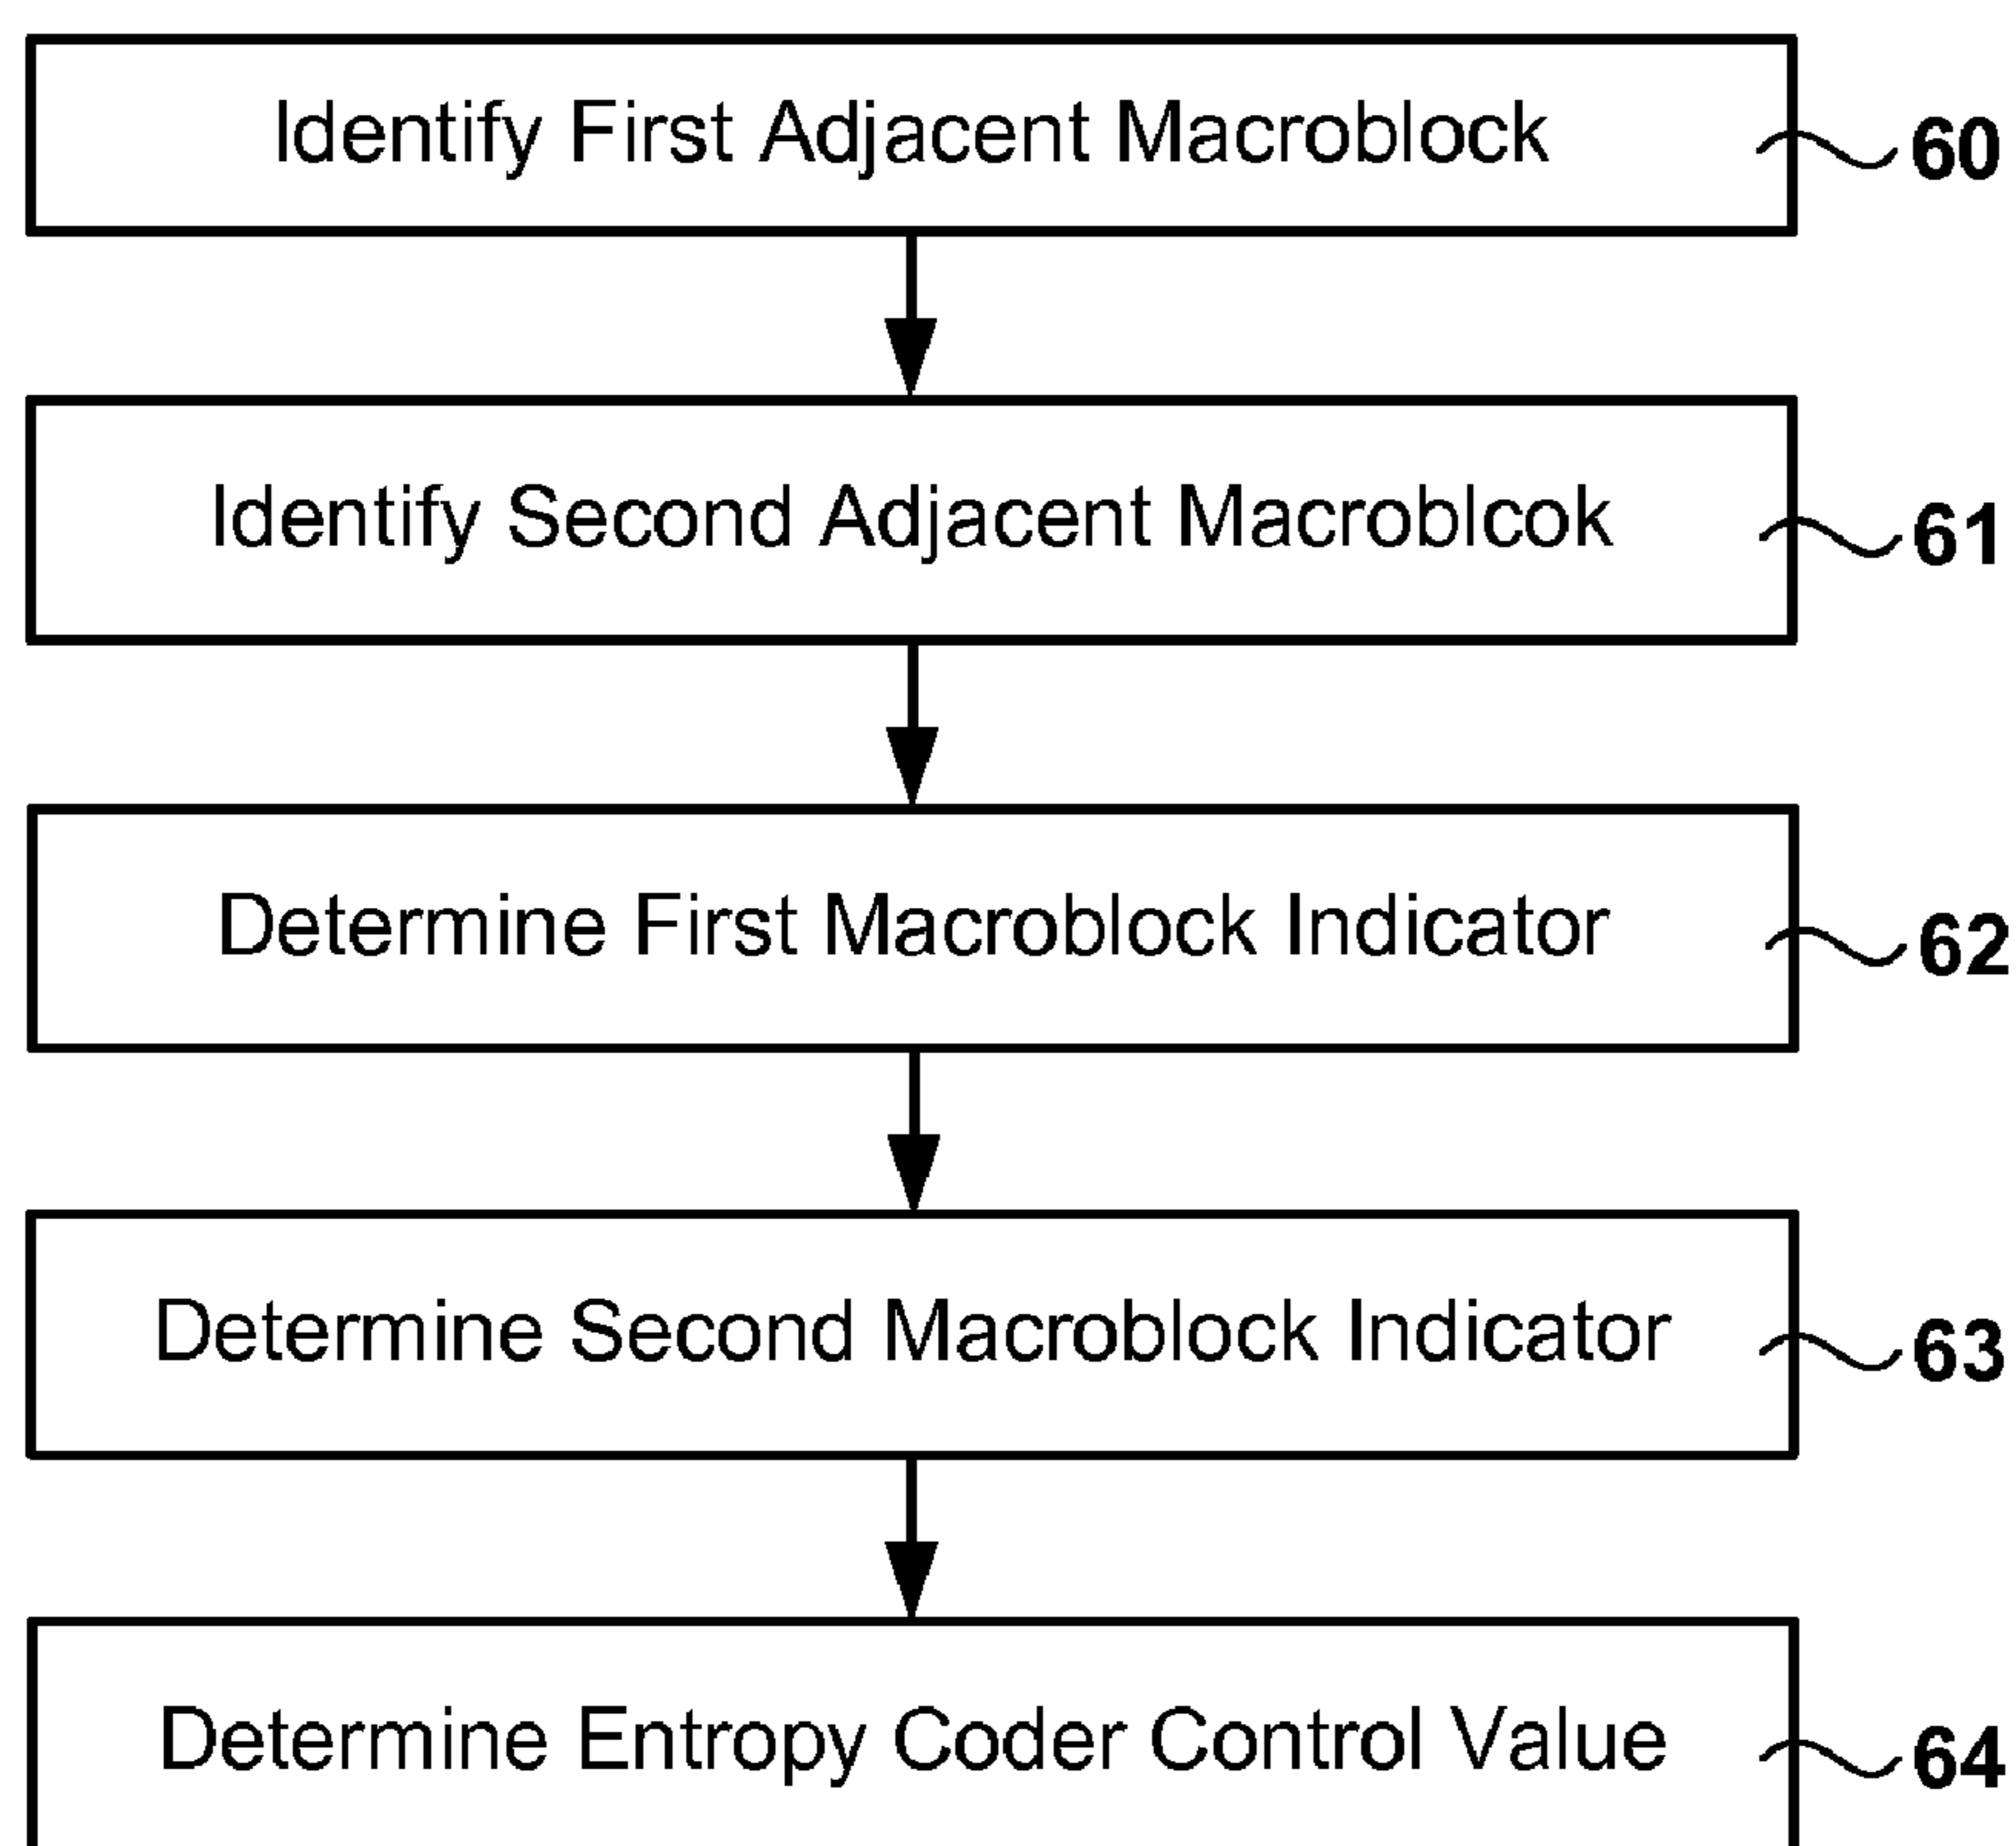 Identify First Adjacent Macroblock 60
Identify Second Adjacent Macroblcok 61
Determine First Macroblock Indicator 62
Determine Second Macroblock Indicator 63
Determine Entropy Coder Control Value 64